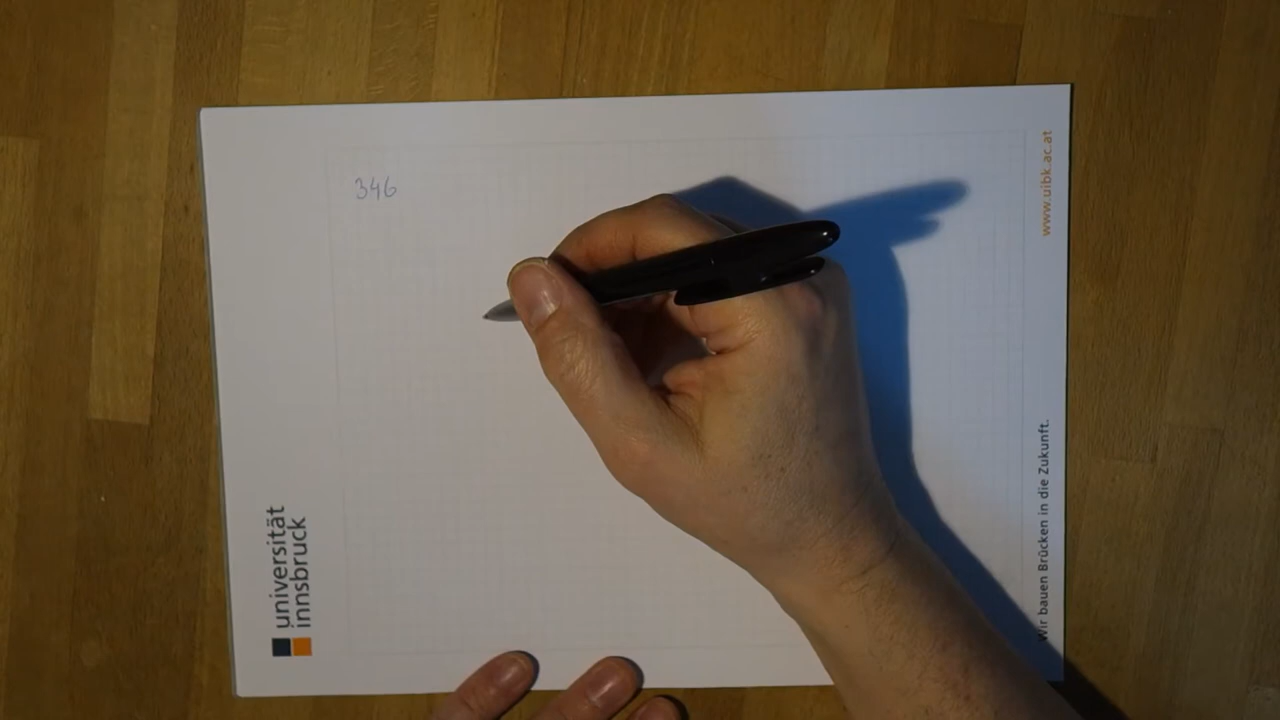 346
universität
innsbruck
Wir bauen Brücken in die Zukunft.
www.uibk.ac.at